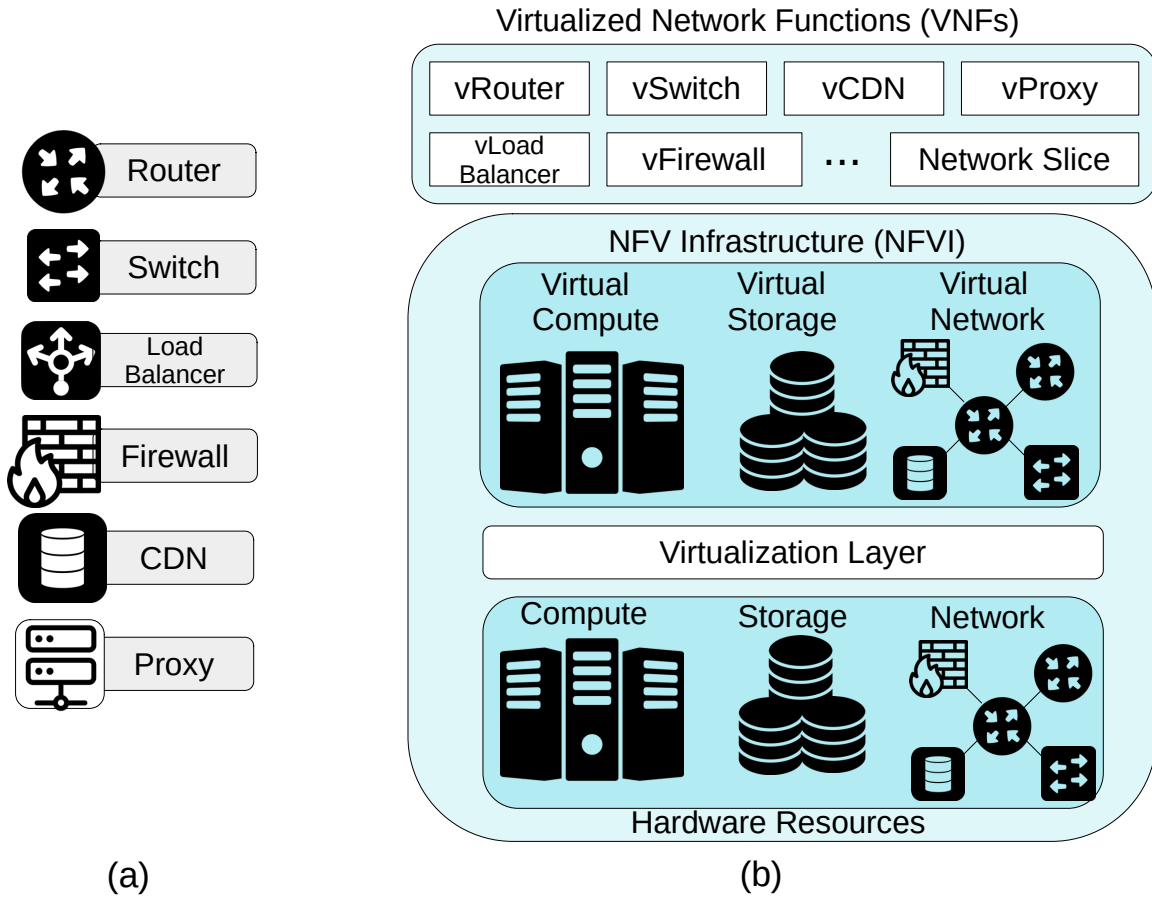 Router
Switch
Load
Balancer
Firewall
CDN
Proxy
(a)
Virtualized Network Functions (VNFs)
vRouter
vSwitch
vCDN
vProxy
vLoad
Balancer
vFirewall
...
Network Slice
NFV Infrastructure (NFVI)
Virtual
Compute
Virtual
Storage
Virtual
Network
Virtualization Layer
Compute
Storage
Network
Hardware Resources
(b)